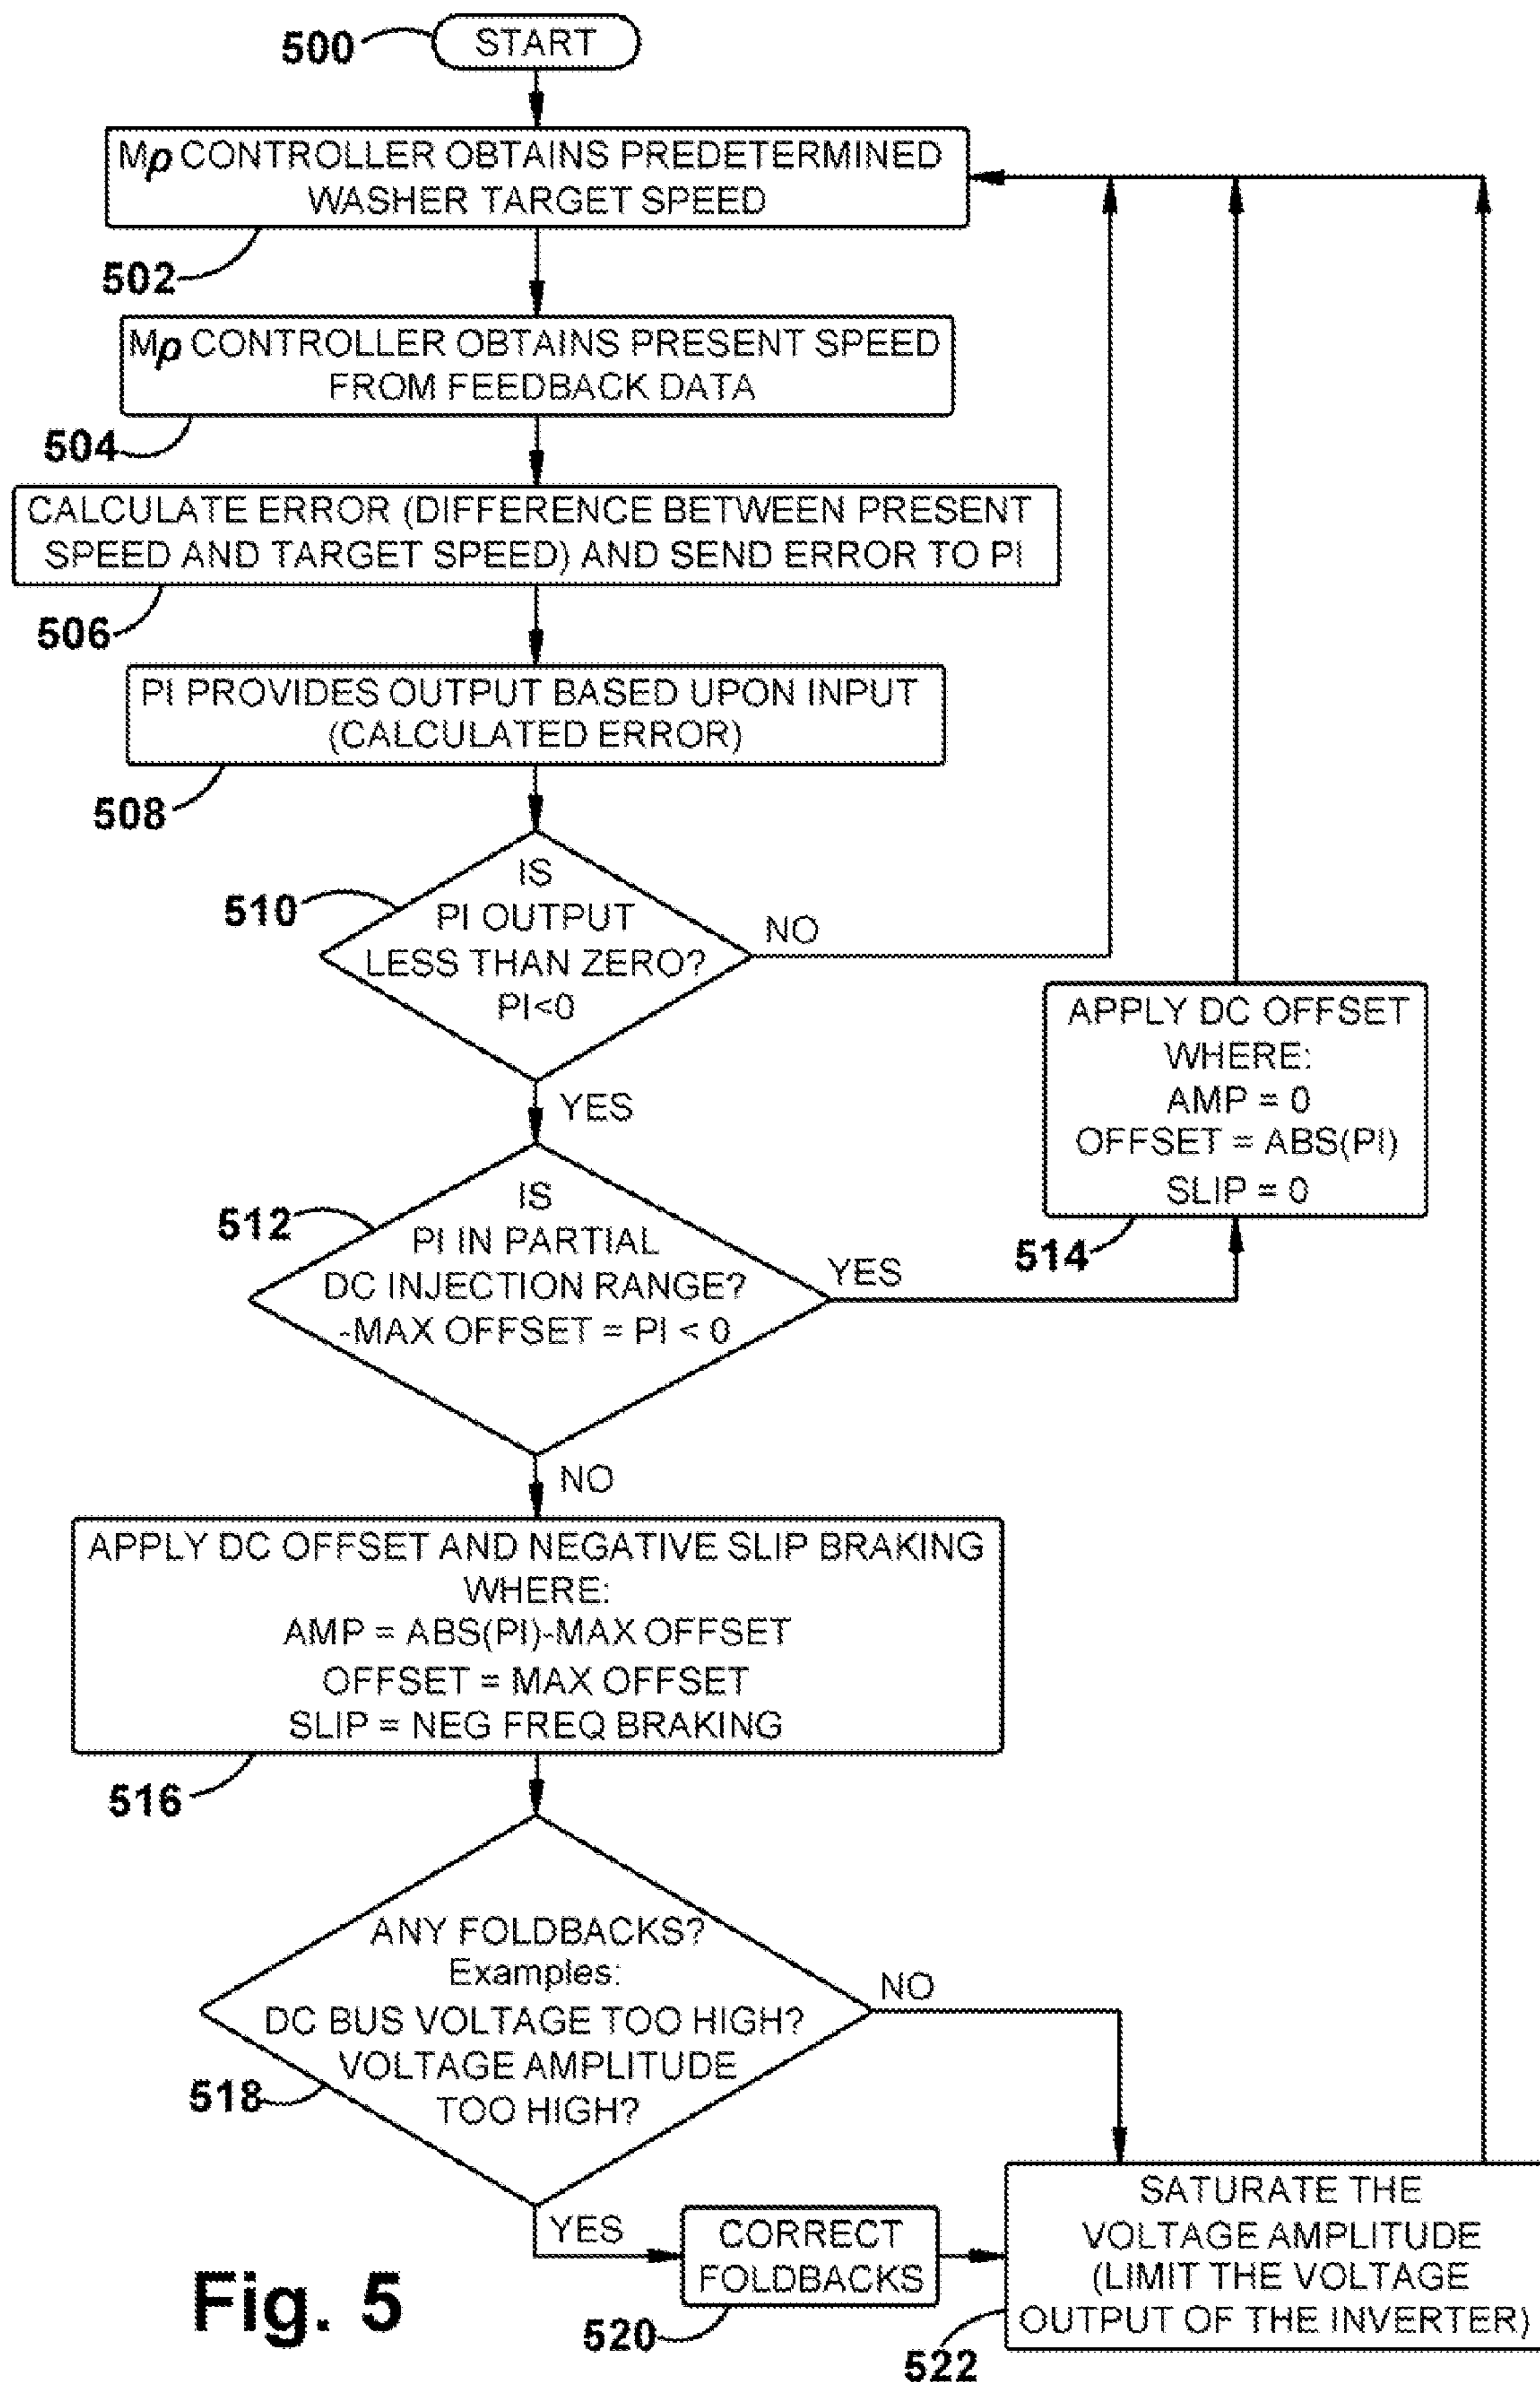 500
START
Mρ CONTROLLER OBTAINS PREDETERMINED
WASHER TARGET SPEED
502
Mρ CONTROLLER OBTAINS PRESENT SPEED
FROM FEEDBACK DATA
504
CALCULATE ERROR (DIFFERENCE BETWEEN PRESENT
SPEED AND TARGET SPEED) AND SEND ERROR TO PI
506
PI PROVIDES OUTPUT BASED UPON INPUT
(CALCULATED ERROR)
508
510
IS
PI OUTPUT
LESS THAN ZERO?
PI<0
NO
YES
512
IS
PI IN PARTIAL
DC INJECTION RANGE?
-MAX OFFSET = PI < 0
YES
APPLY DC OFFSET
WHERE:
AMP = 0
OFFSET = ABS(PI)
SLIP = 0
514
NO
APPLY DC OFFSET AND NEGATIVE SLIP BRAKING
WHERE:
AMP = ABS(PI)-MAX OFFSET
OFFSET = MAX OFFSET
SLIP = NEG FREQ BRAKING
516
ANY FOLDBACKS?
Examples:
DC BUS VOLTAGE TOO HIGH?
VOLTAGE AMPLITUDE
TOO HIGH?
518
NO
YES
CORRECT
FOLDBACKS
520
SATURATE THE
VOLTAGE AMPLITUDE
(LIMIT THE VOLTAGE
OUTPUT OF THE INVERTER)
522
Fig. 5